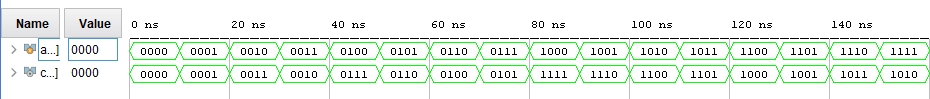 Name Value 0 ns 20 ns 40 ns 60 ns 80 ns 100 ns 120 ns 140 ns
a...] 0000 0000 0001 0010 0011 0100 0101 0110 0111 1000 1001 1010 1011 1100 1101 1110 1111
c...] 0000 0000 0001 0011 0010 0111 0110 0100 0101 1111 1110 1100 1101 1000 1001 1011 1010